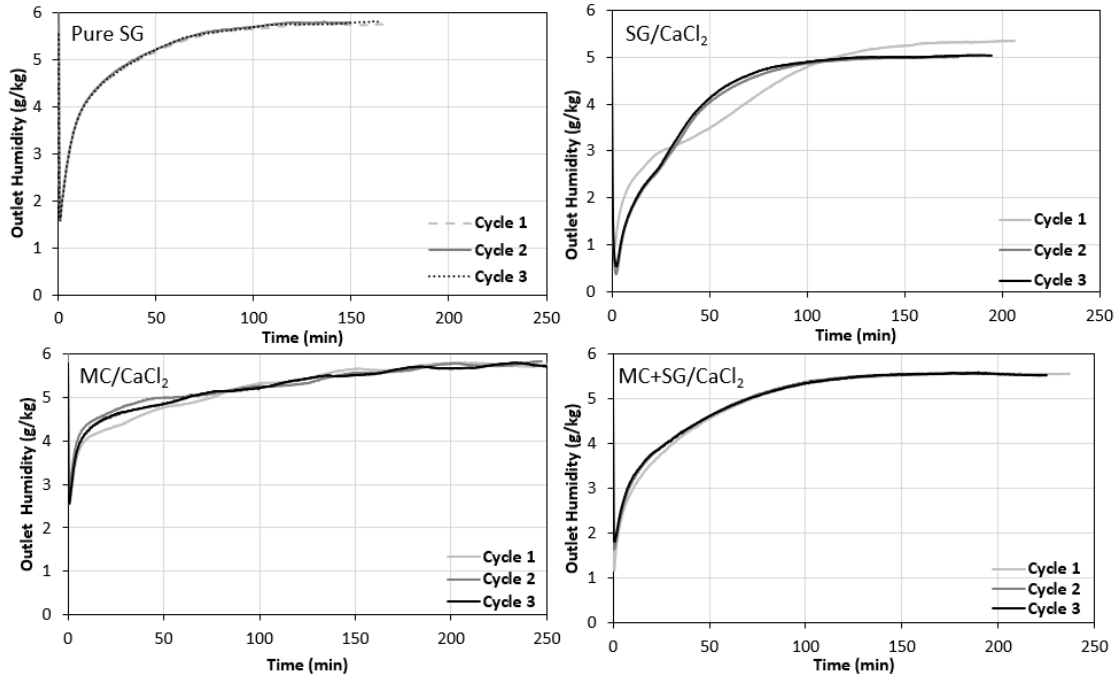 Pure SG
Outlet Humidity (g/kg)
6
5
4
3
2
1
0
Cycle 1
Cycle 2
Cycle 3
0 50 100 150 200 250
Time (min)
SG/CaCl₂
Outlet Humidity (g/kg)
6
5
4
3
2
1
0
Cycle 1
Cycle 2
Cycle 3
0 50 100 150 200 250
Time (min)
MC/CaCl₂
Outlet Humidity (g/kg)
6
5
4
3
2
1
0
Cycle 1
Cycle 2
Cycle 3
0 50 100 150 200 250
Time (min)
MC+SG/CaCl₂
Outlet Humidity (g/kg)
6
5
4
3
2
1
0
Cycle 1
Cycle 2
Cycle 3
0 50 100 150 200 250
Time (min)